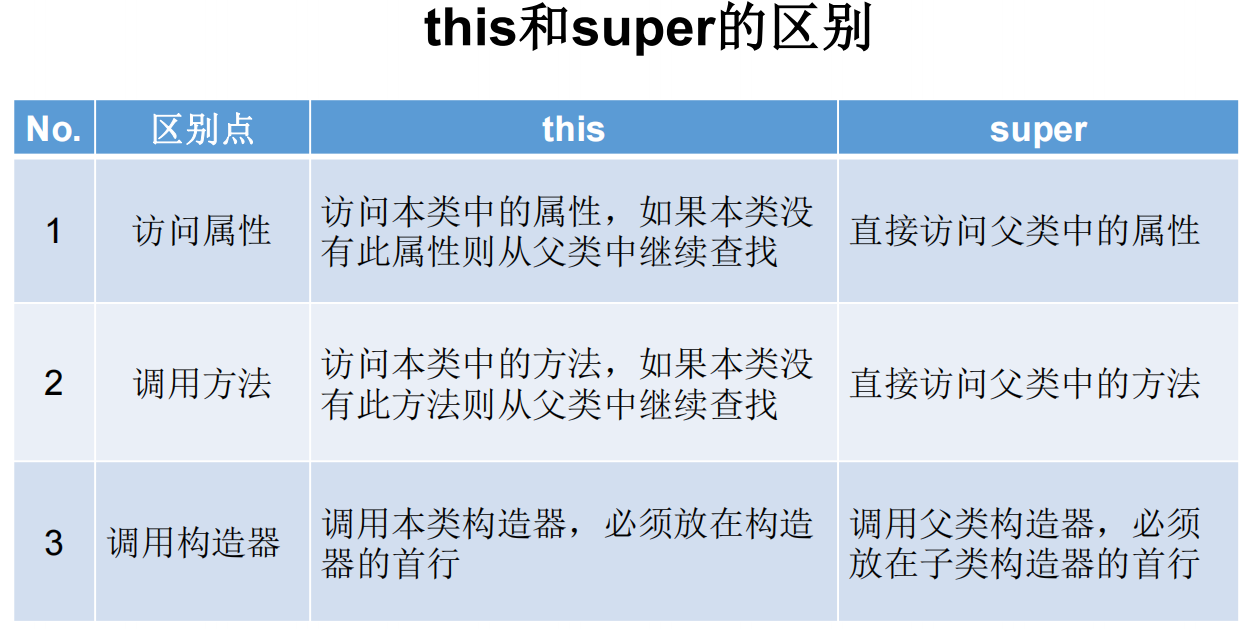 this和super的区别
No. 区别点 this super
1 访问属性 访问本类中的属性，如果本类没有此属性则从父类中继续查找 直接访问父类中的属性
2 调用方法 访问本类中的方法，如果本类没有此方法则从父类中继续查找 直接访问父类中的方法
3 调用构造器 调用本类构造器，必须放在构造器的首行 调用父类构造器，必须放在子类构造器的首行